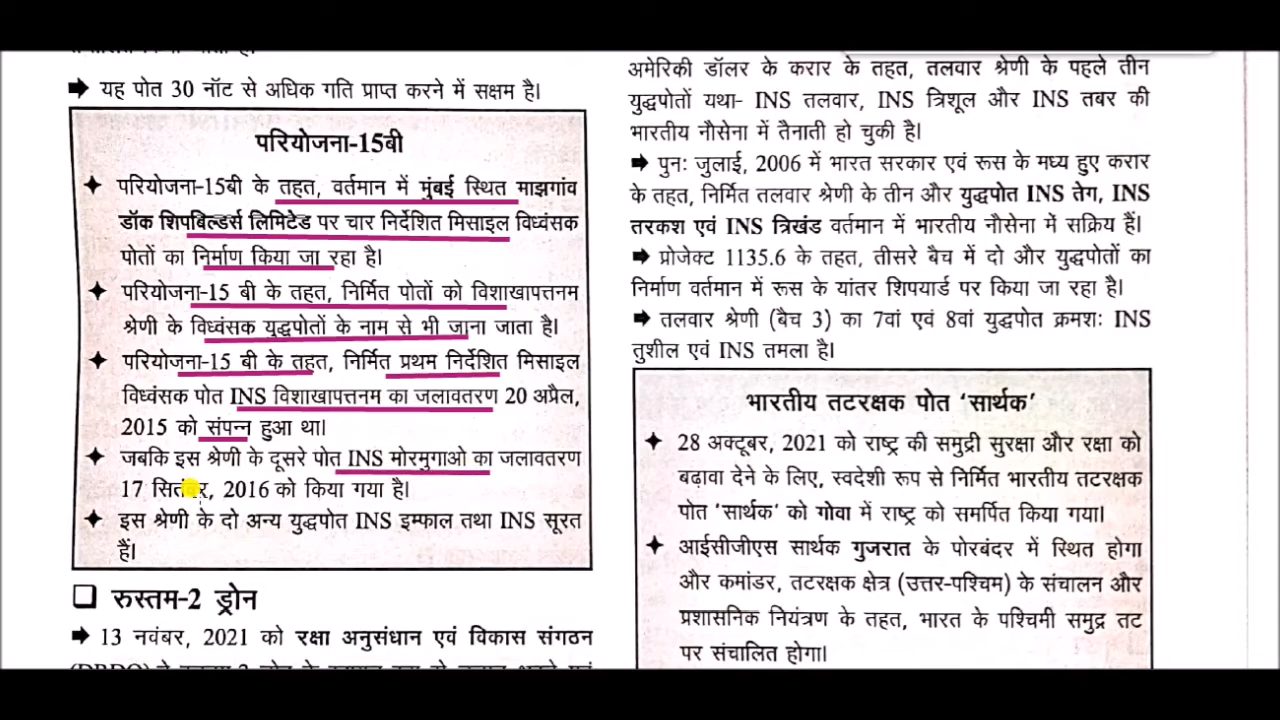 ➡ यह पोत 30 नॉट से अधिक गति प्राप्त करने में सक्षम है।
परियोजना-15बी
✦ परियोजना-15बी के तहत, वर्तमान में मुंबई स्थित माझगांव
डॉक शिपबिल्डर्स लिमिटेड पर चार निर्देशित मिसाइल विध्वंसक
पोतों का निर्माण किया जा रहा है।
✦ परियोजना-15 बी के तहत, निर्मित पोतों को विशाखापत्तनम
श्रेणी के विध्वंसक युद्धपोतों के नाम से भी जाना जाता है।
✦ परियोजना-15 बी के तहत, निर्मित प्रथम निर्देशित मिसाइल
विध्वंसक पोत INS विशाखापत्तनम का जलावतरण 20 अप्रैल,
2015 को संपन्न हुआ था।
✦ जबकि इस श्रेणी के दूसरे पोत INS मोरमुगाओ का जलावतरण
17 सितंबर, 2016 को किया गया है।
✦ इस श्रेणी के दो अन्य युद्धपोत INS इम्फाल तथा INS सूरत
हैं।
❑ रुस्तम-2 ड्रोन
➡ 13 नवंबर, 2021 को रक्षा अनुसंधान एवं विकास संगठन
अमेरिकी डॉलर के करार के तहत, तलवार श्रेणी के पहले तीन
युद्धपोतों यथा- INS तलवार, INS त्रिशूल और INS तबर की
भारतीय नौसेना में तैनाती हो चुकी है।
➡ पुनः जुलाई, 2006 में भारत सरकार एवं रूस के मध्य हुए करार
के तहत, निर्मित तलवार श्रेणी के तीन और युद्धपोत INS तेग, INS
तरकश एवं INS त्रिखंड वर्तमान में भारतीय नौसेना में सक्रिय हैं।
➡ प्रोजेक्ट 1135.6 के तहत, तीसरे बैच में दो और युद्धपोतों का
निर्माण वर्तमान में रूस के यांतर शिपयार्ड पर किया जा रहा है।
➡ तलवार श्रेणी (बैच 3) का 7वां एवं 8वां युद्धपोत क्रमशः INS
तुशील एवं INS तमला है।
भारतीय तटरक्षक पोत ‘सार्थक’
✦ 28 अक्टूबर, 2021 को राष्ट्र की समुद्री सुरक्षा और रक्षा को
बढ़ावा देने के लिए, स्वदेशी रूप से निर्मित भारतीय तटरक्षक
पोत ‘सार्थक’ को गोवा में राष्ट्र को समर्पित किया गया।
✦ आईसीजीएस सार्थक गुजरात के पोरबंदर में स्थित होगा
और कमांडर, तटरक्षक क्षेत्र (उत्तर-पश्चिम) के संचालन और
प्रशासनिक नियंत्रण के तहत, भारत के पश्चिमी समुद्र तट
पर संचालित होगा।